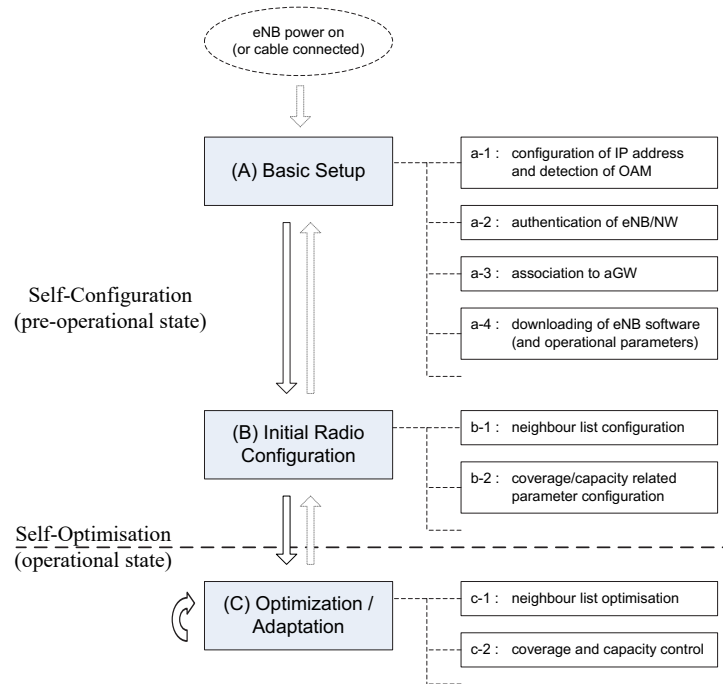 eNB power on
(or cable connected)
(A) Basic Setup
a-1 : configuration of IP address
and detection of OAM
a-2 : authentication of eNB/NW
a-3 : association to aGW
a-4 : downloading of eNB software
(and operational parameters)
Self-Configuration
(pre-operational state)
(B) Initial Radio
Configuration
b-1 : neighbour list configuration
b-2 : coverage/capacity related
parameter configuration
Self-Optimisation
(operational state)
(C) Optimization /
Adaptation
c-1 : neighbour list optimisation
c-2 : coverage and capacity control